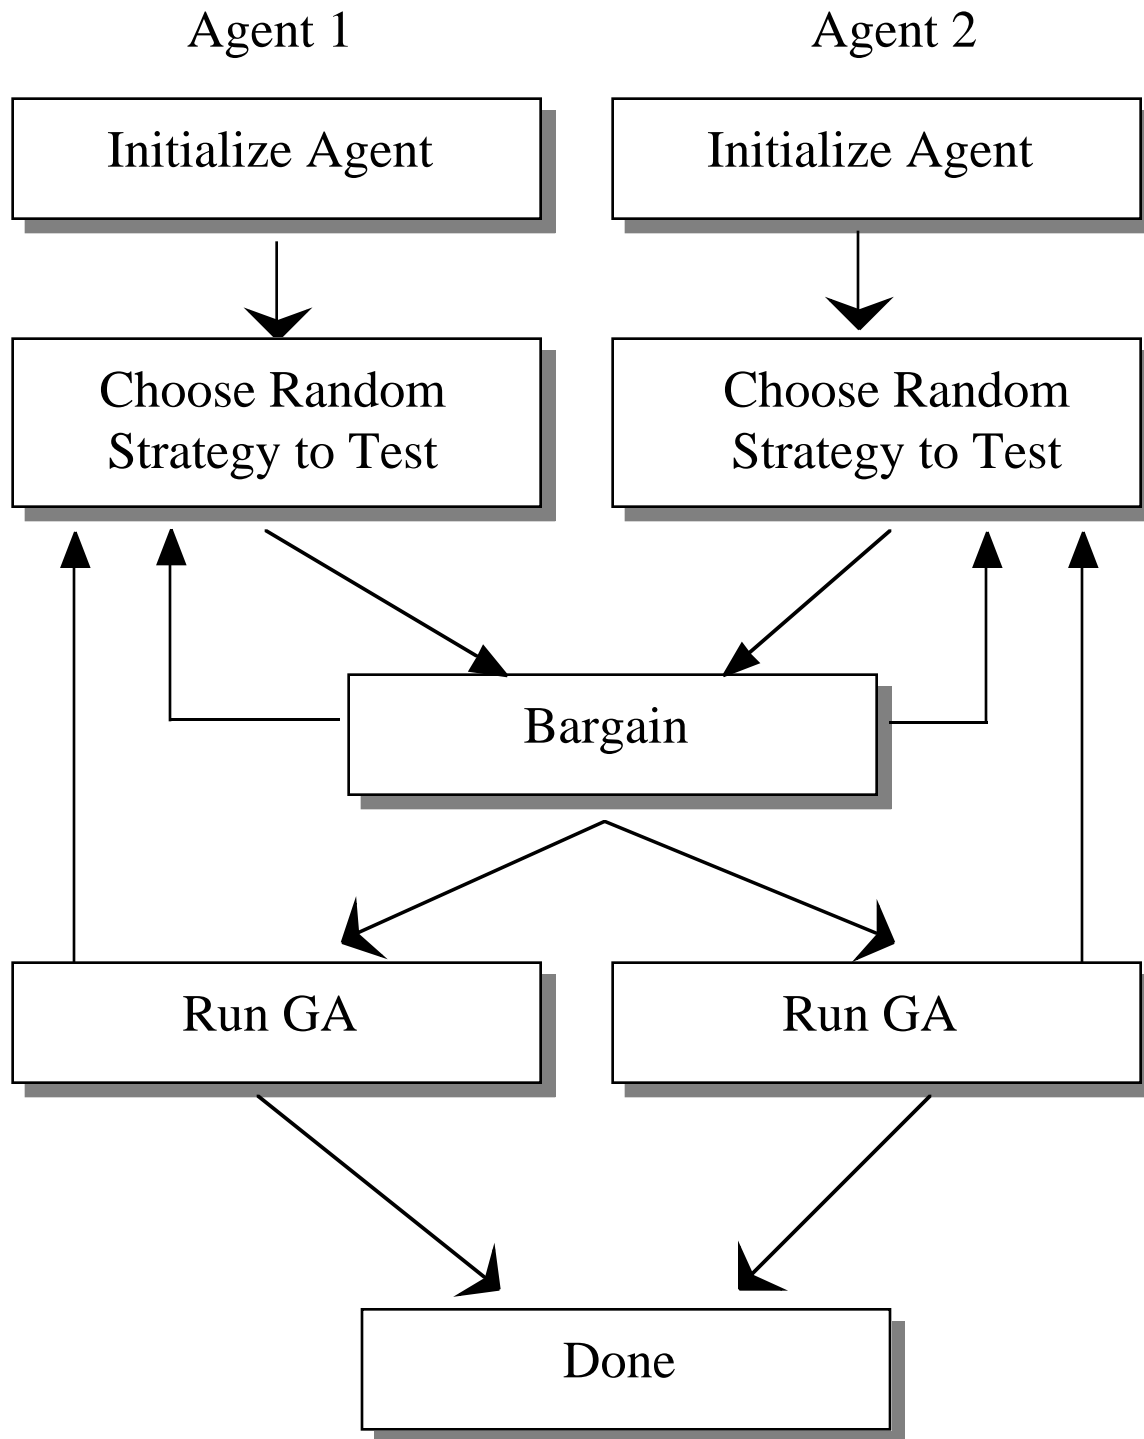 Agent 1
Agent 2
Initialize Agent
Initialize Agent
Choose Random
Strategy to Test
Choose Random
Strategy to Test
Bargain
Run GA
Run GA
Done